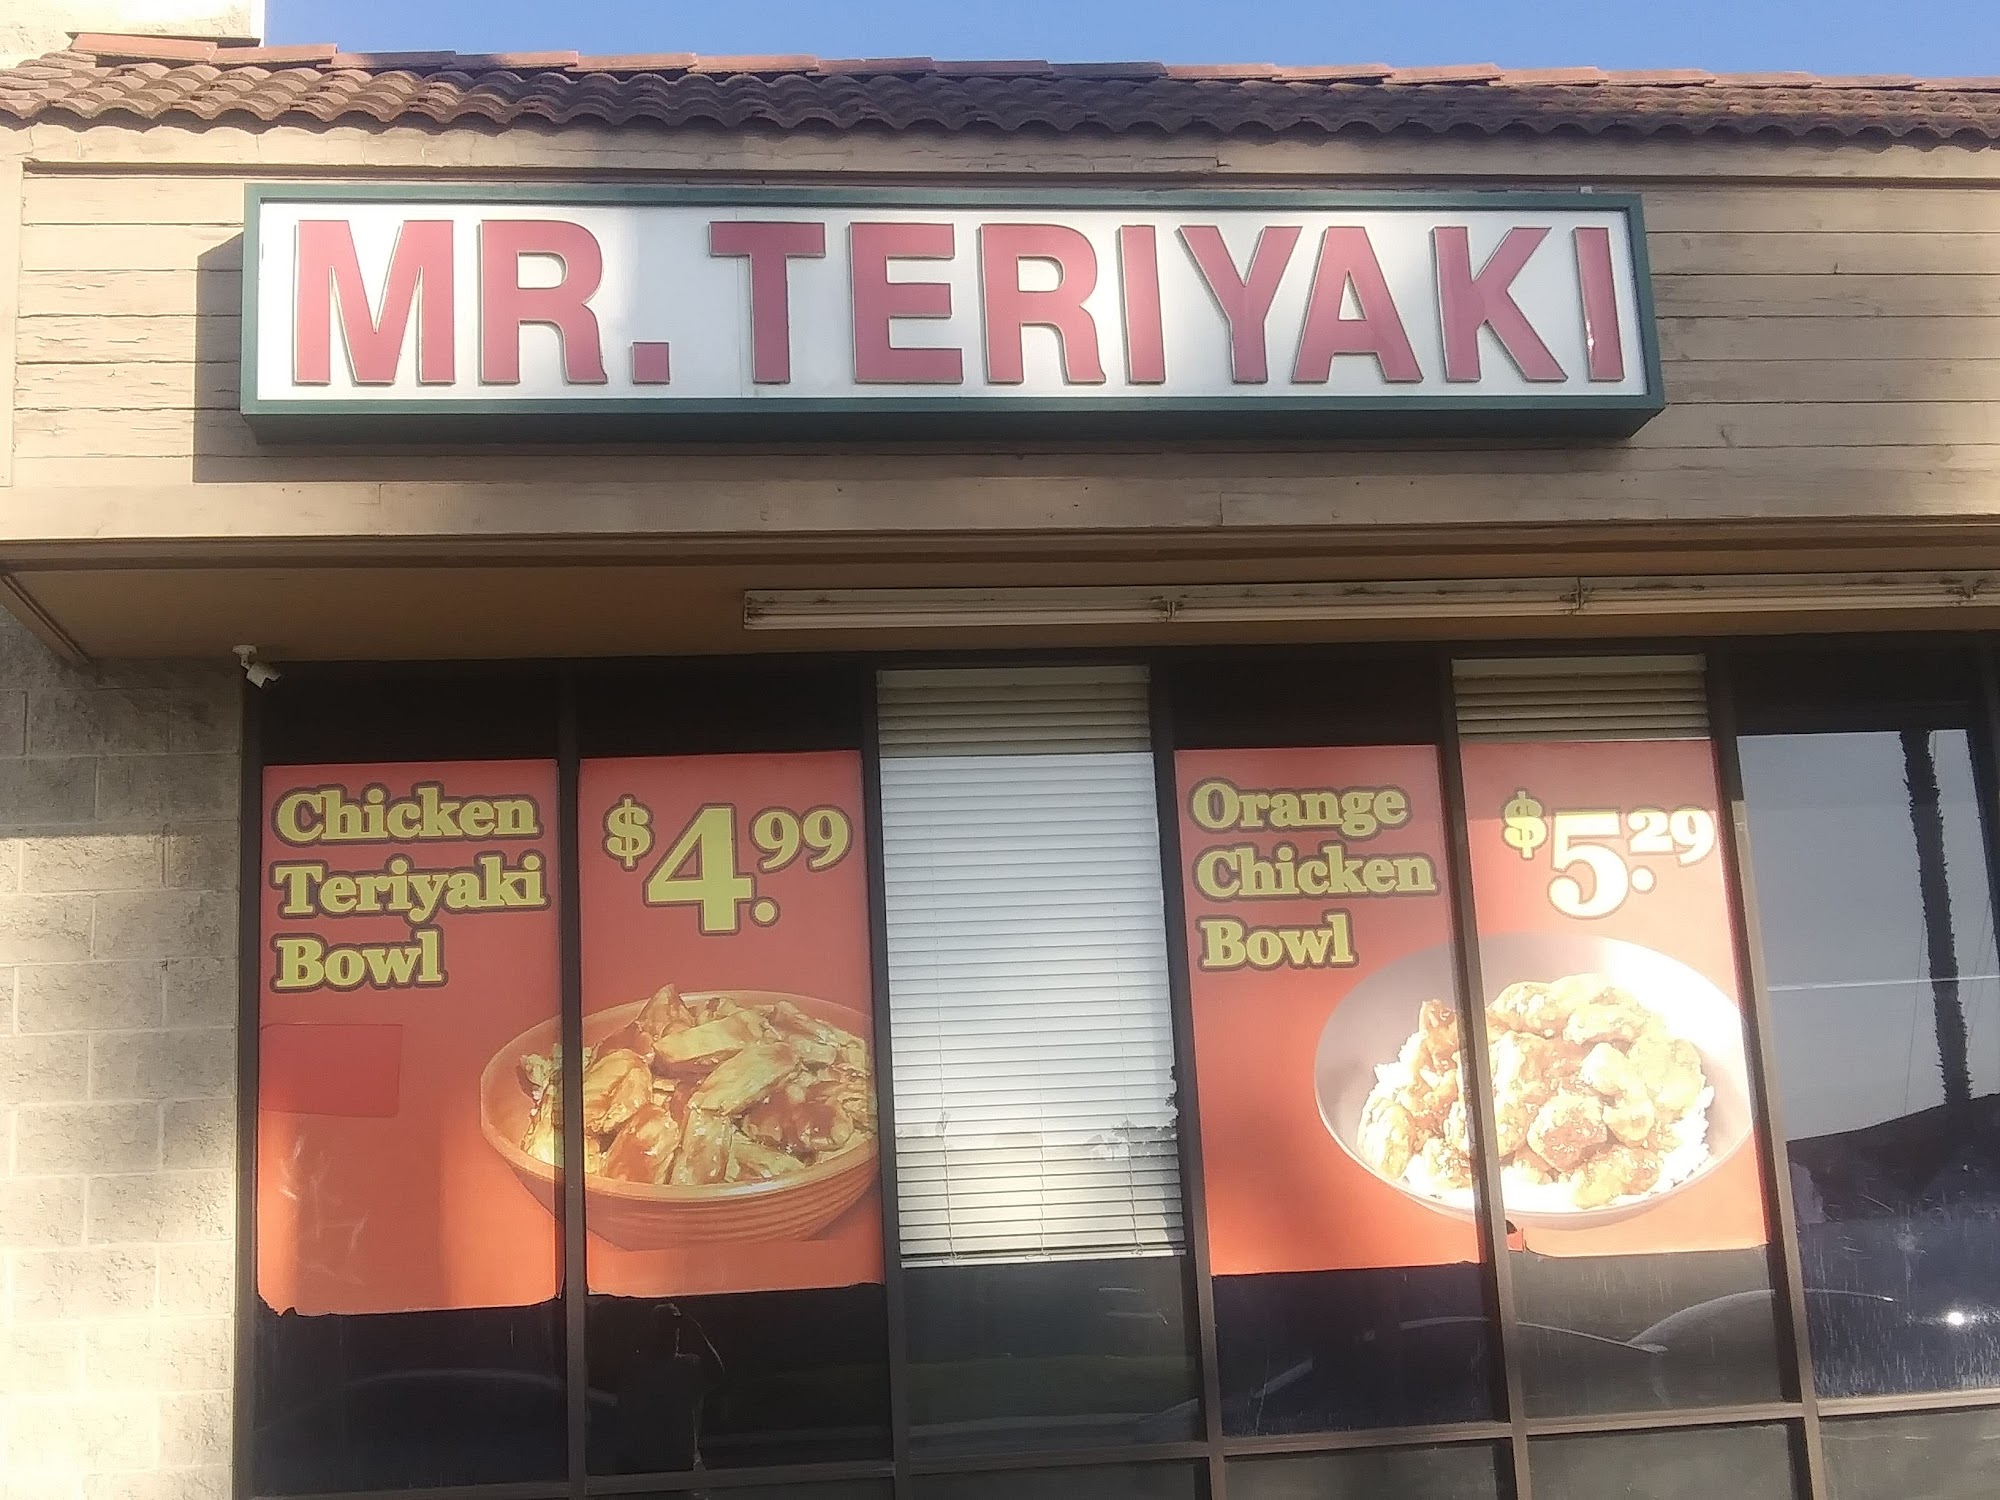 MR. TERIYAKI
Chicken
Teriyaki
Bowl
$4.99
Orange
Chicken
Bowl
$5.29